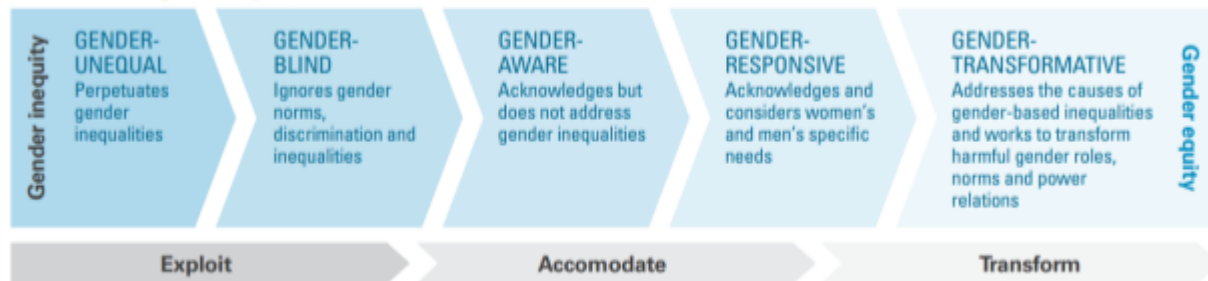 Gender inequity
GENDER-
UNEQUAL
Perpetuates
gender
inequalities
GENDER-
BLIND
Ignores gender
norms,
discrimination and
inequalities
GENDER-
AWARE
Acknowledges but
does not address
gender inequalities
GENDER-
RESPONSIVE
Acknowledges and
considers women's
and men's specific
needs
GENDER-
TRANSFORMATIVE
Addresses the causes of
gender-based inequalities
and works to transform
harmful gender roles,
norms and power
relations
Gender equity
Exploit
Accomodate
Transform